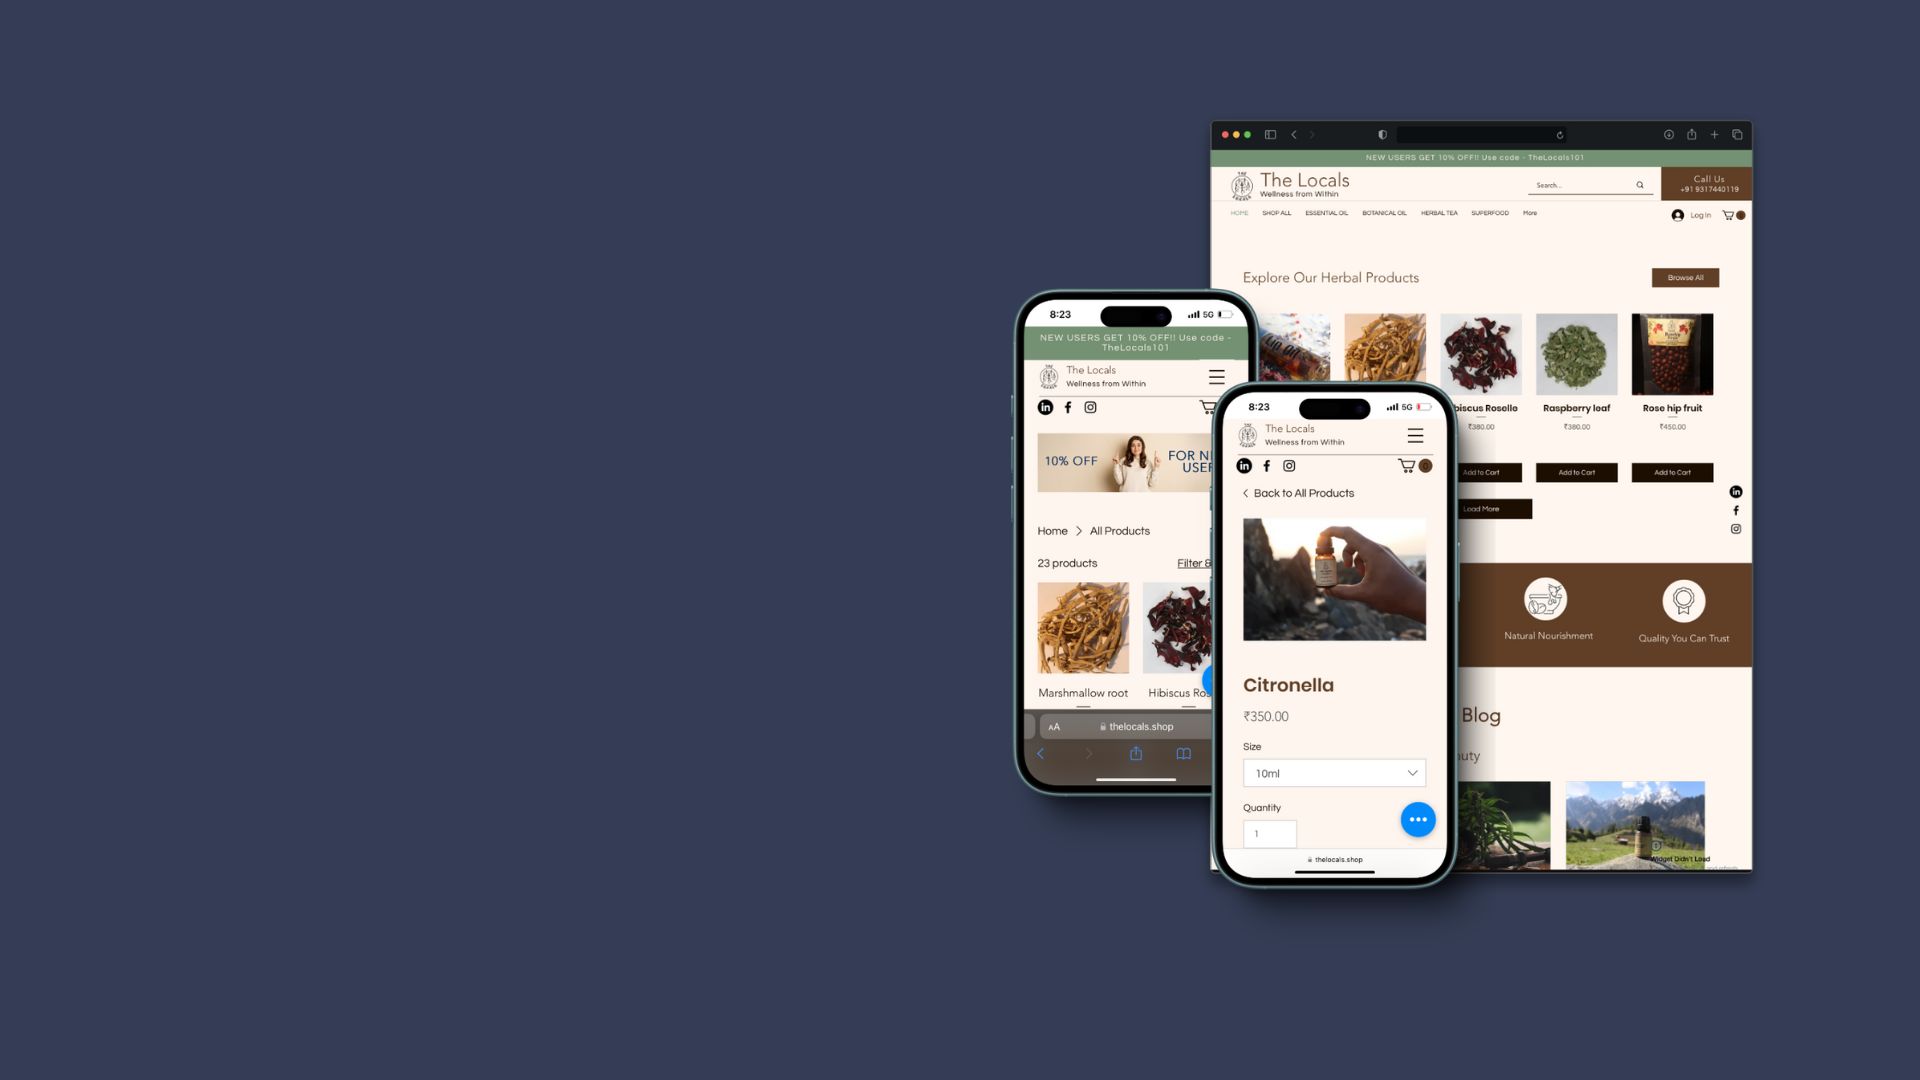 NEW USERS GET 10% OFF!! Use code - TheLocals101
The Locals
Wellness from Within
Search...
Call Us
+91 9317440119
HOME
SHOP ALL
ESSENTIAL OIL
BOTANICAL OIL
HERBAL TEA
SUPERFOOD
More
Log In
0
Explore Our Herbal Products
Browse All
Lip Oil
biscus Roselle
₹380.00
Add to Cart
Raspberry leaf
₹380.00
Add to Cart
Rose hip fruit
₹450.00
Add to Cart
Load More
Natural Nourishment
Quality You Can Trust
Blog
Widget Didn't Load
8:23
5G
NEW USERS GET 10% OFF!! Use code -
TheLocals101
The Locals
Wellness from Within
10% OFF
FOR N
USER
Home
All Products
23 products
Filter &
Marshmallow root
Hibiscus Ros
AA
thelocals.shop
8:23
5G
The Locals
Wellness from Within
0
Back to All Products
Citronella
₹350.00
Size
10ml
Quantity
1
thelocals.shop